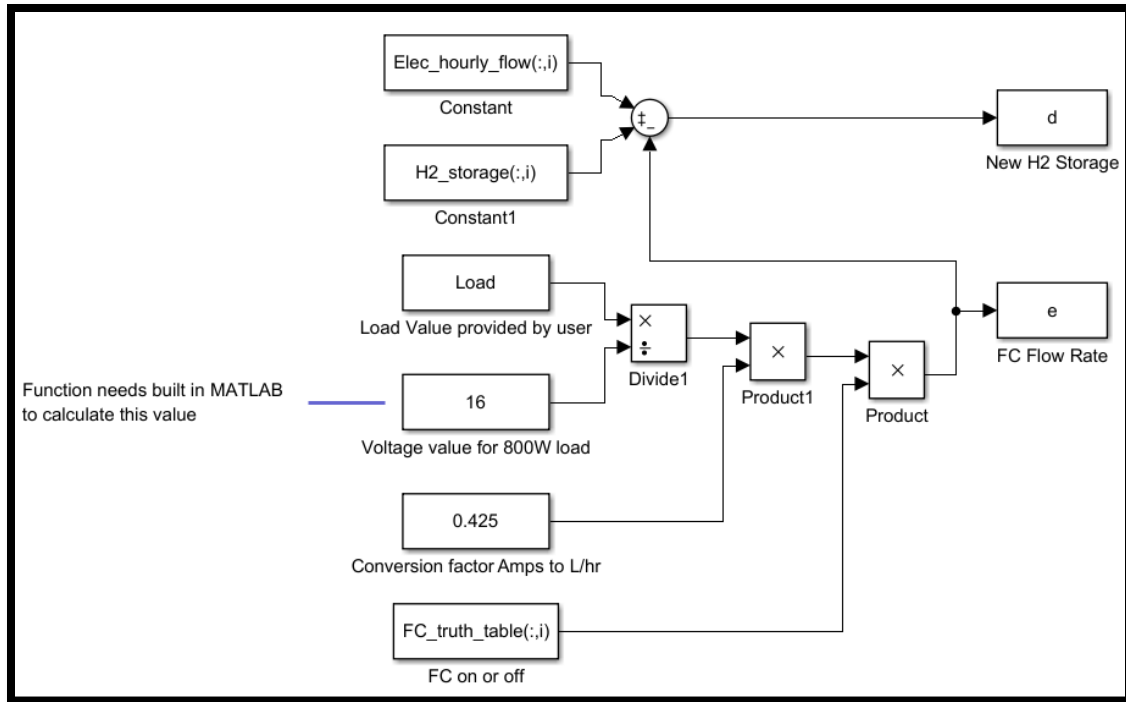 Elec_hourly_flow(:,i)
Constant
H2_storage(:,i)
Constant1
d
New H2 Storage
Load
Load Value provided by user
×
÷
Divide1
×
Product1
×
Product
e
FC Flow Rate
Function needs built in MATLAB
to calculate this value
16
Voltage value for 800W load
0.425
Conversion factor Amps to L/hr
FC_truth_table(:,i)
FC on or off